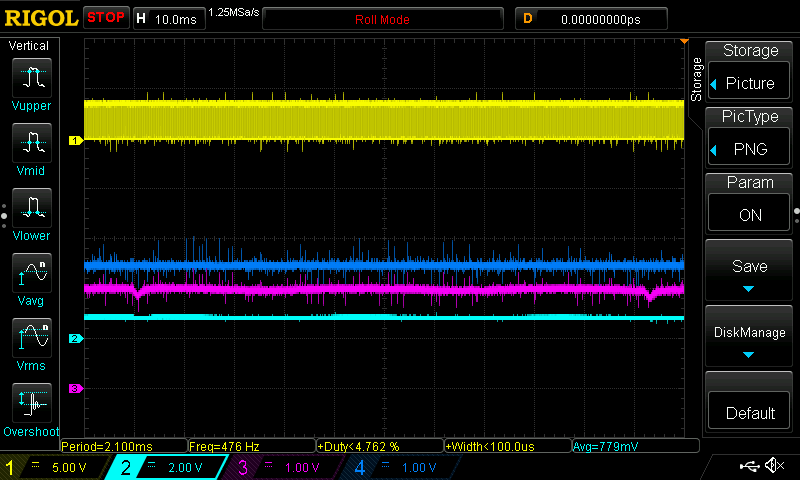 RIGOL STOP H 10.0ms 1.25MSa/s Roll Mode D 0.00000000ps
Vertical
Vupper
Vmid
Vlower
n
Vavg
n
Vrms
Overshoot
1
2
3
Storage
Storage
Picture
PicType
PNG
Param
ON
Save
DiskManage
Default
Period=2.100ms Freq=476 Hz +Duty<4.762 % +Width<100.0us Avg=779mV
1 5.00 V 2 2.00 V 3 1.00 V 4 1.00 V